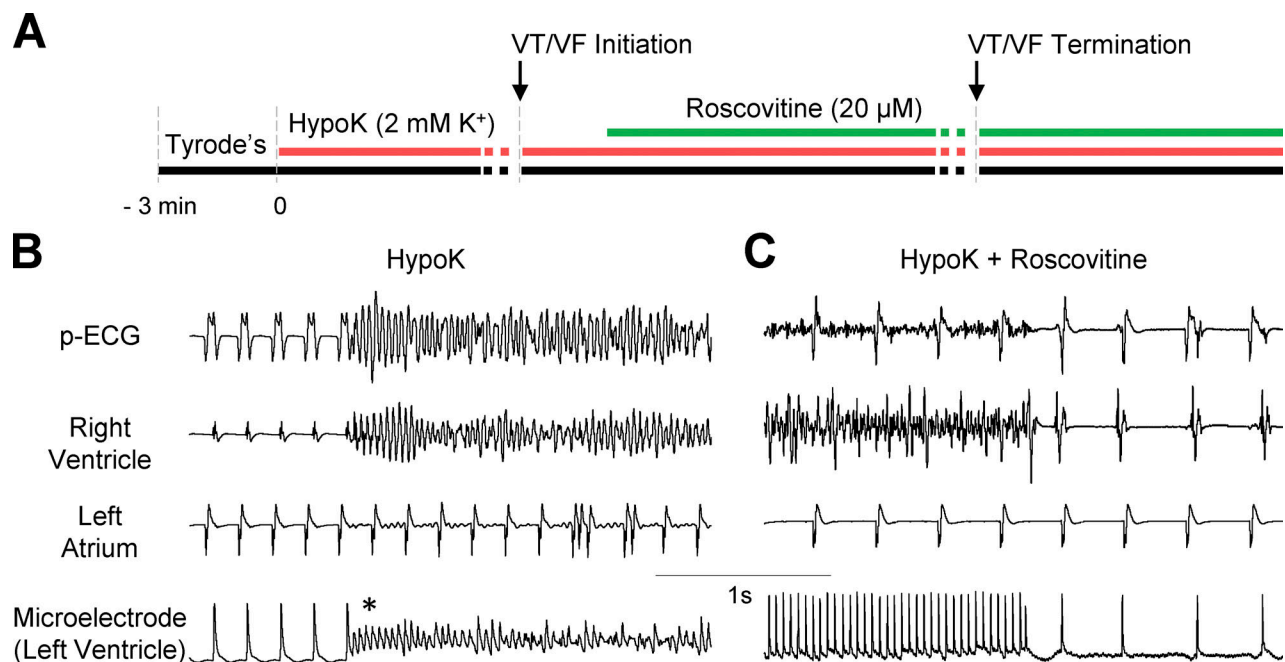 A
VT/VF Initiation
VT/VF Termination
HypoK (2 mM K⁺)
Roscovitine (20 µM)
Tyrode's
- 3 min
0
B
HypoK
C
HypoK + Roscovitine
p-ECG
Right
Ventricle
Left
Atrium
1s
Microelectrode
(Left Ventricle)
*